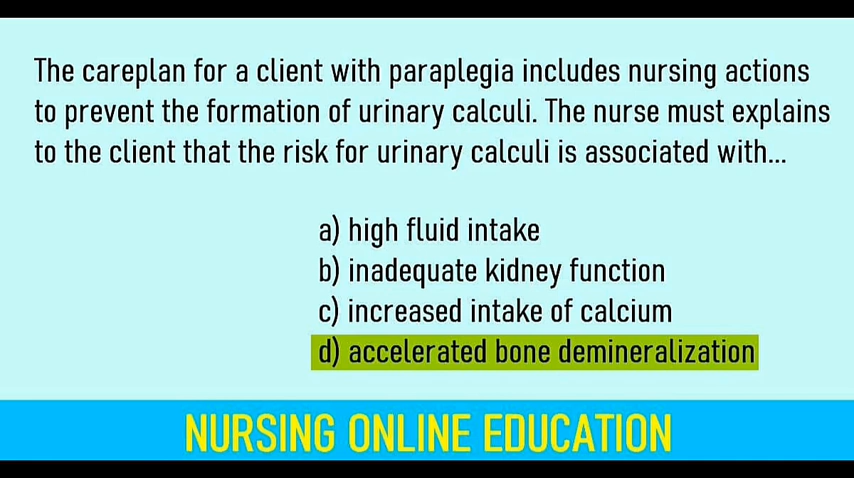 The careplan for a client with paraplegia includes nursing actions
to prevent the formation of urinary calculi. The nurse must explains
to the client that the risk for urinary calculi is associated with...
a) high fluid intake
b) inadequate kidney function
c) increased intake of calcium
d) accelerated bone demineralization
NURSING ONLINE EDUCATION